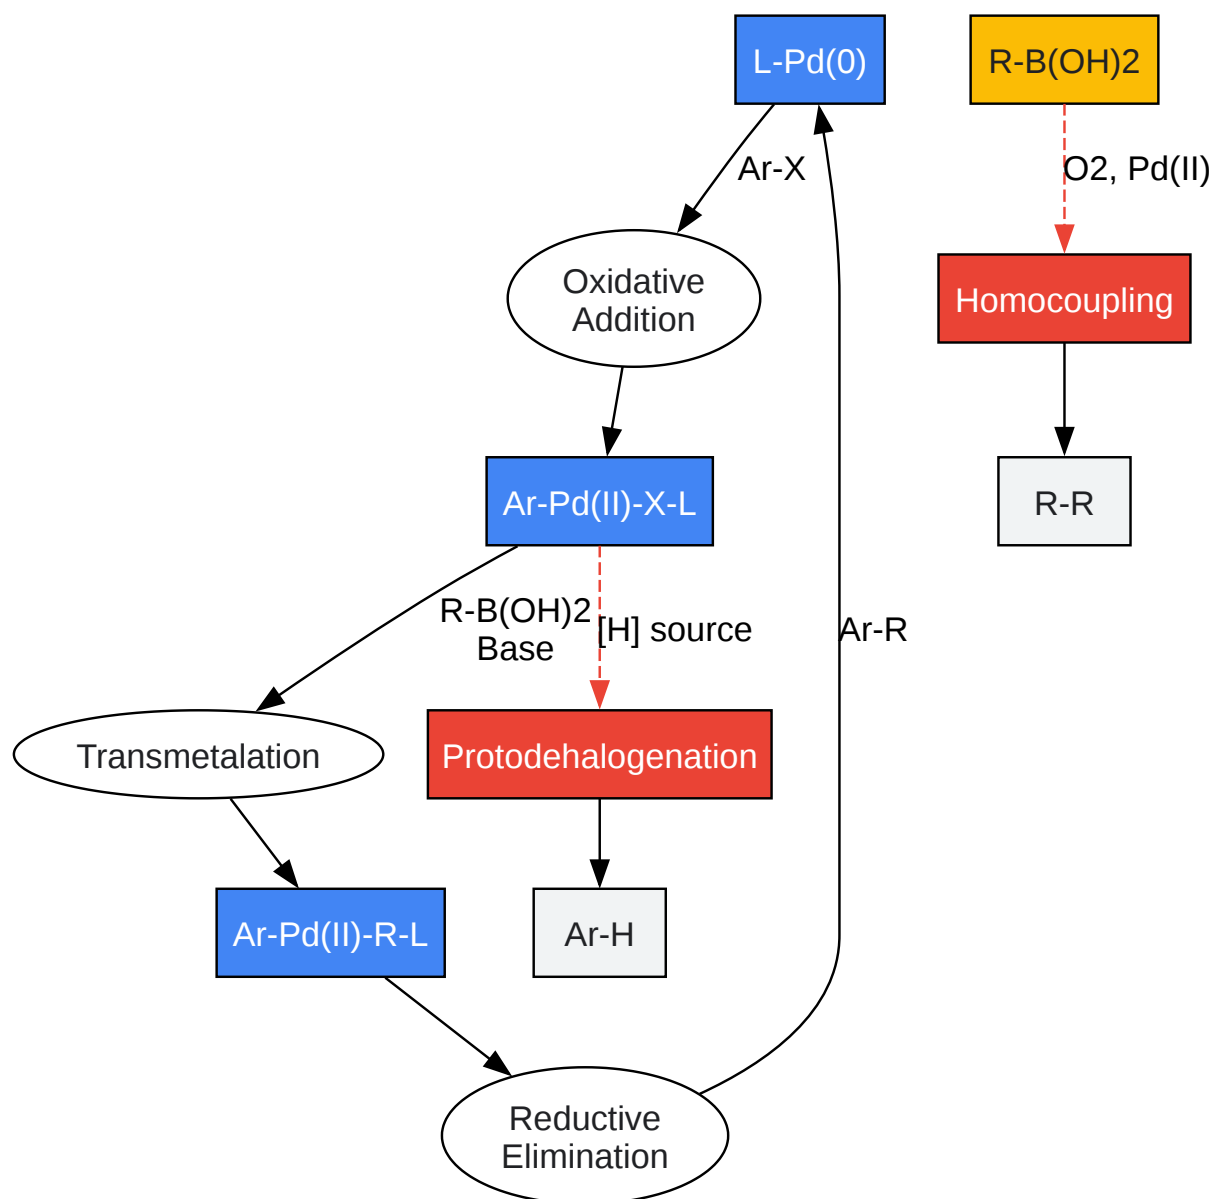 L-Pd(0)
R-B(OH)2
Ar-X
O2, Pd(II)
Oxidative
Addition
Homocoupling
Ar-Pd(II)-X-L
R-R
R-B(OH)2
Base
[H] source
Ar-R
Transmetalation
Protodehalogenation
Ar-Pd(II)-R-L
Ar-H
Reductive
Elimination